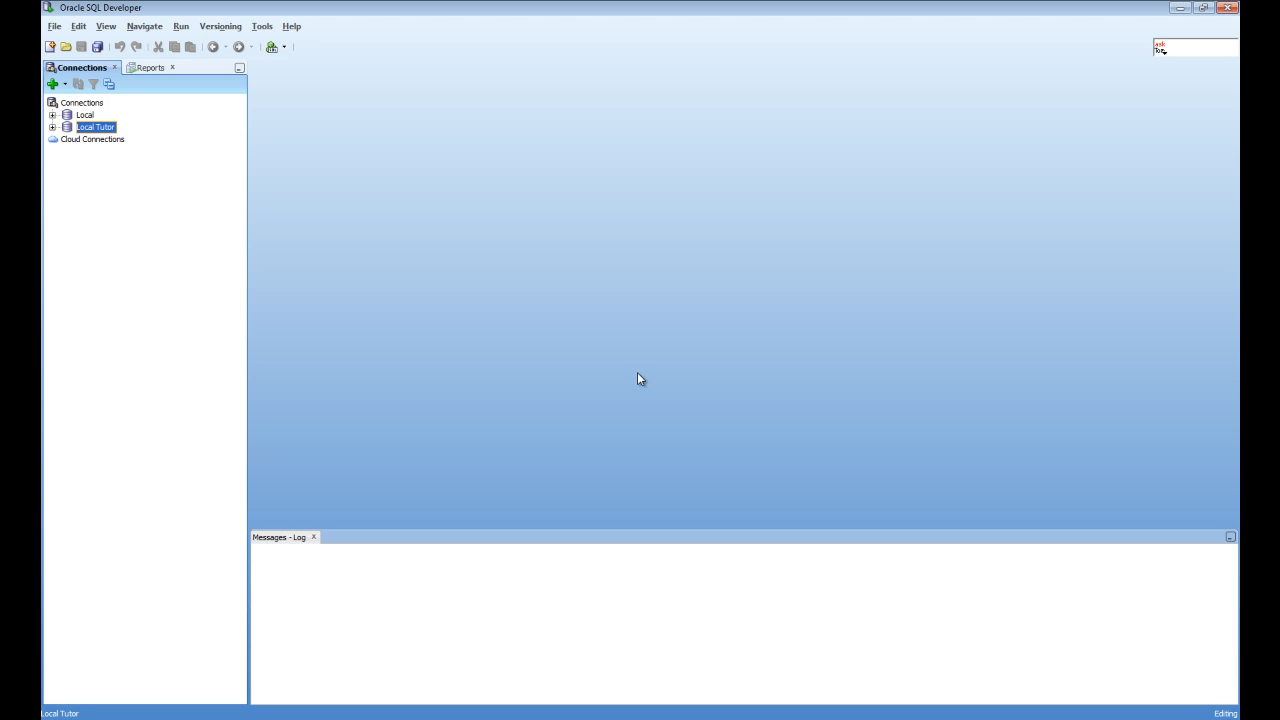 Oracle SQL Developer
File Edit View Navigate Run Versioning Tools Help
ask
Connections x Reports x
Connections
Local
Local Tutor
Cloud Connections
Messages - Log x
Local Tutor
Editing